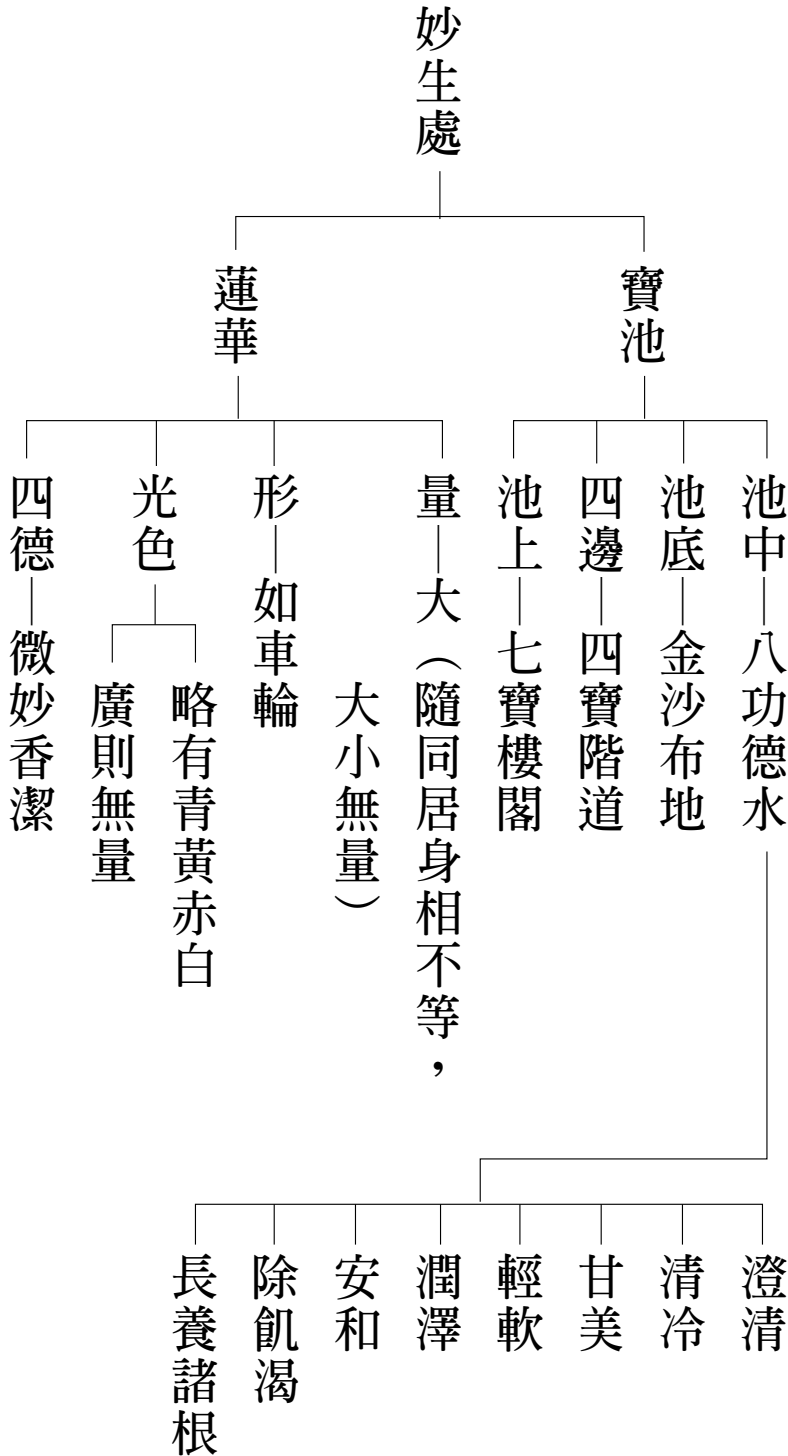 妙生處
寶池
池中—八功德水
澄清
清冷
甘美
輕軟
潤澤
安和
除飢渴
長養諸根
池底—金沙布地
四邊—四寶階道
池上—七寶樓閣
蓮華
量—大（隨同居身相不等，
大小無量）
形—如車輪
光色
略有青黃赤白
廣則無量
四德—微妙香潔